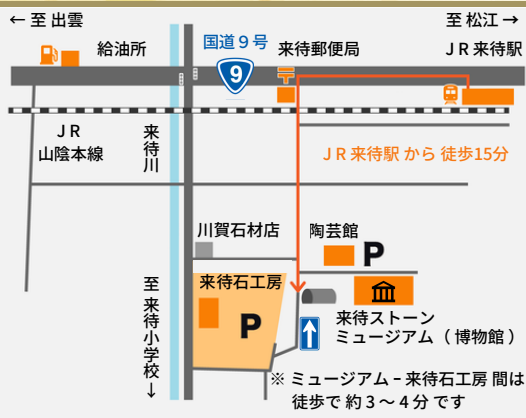 ← 至 出雲
至 松江 →
給油所
国道９号
来待郵便局
ＪＲ来待駅
9
ＪＲ
山陰本線
来待川
ＪＲ来待駅 から 徒歩15分
川賀石材店
陶芸館
P
来待石工房
P
至 来待小学校 ↓
来待ストーン
ミュージアム（ 博物館 ）
※ ミュージアム − 来待石工房 間は
徒歩で 約３〜４分 です